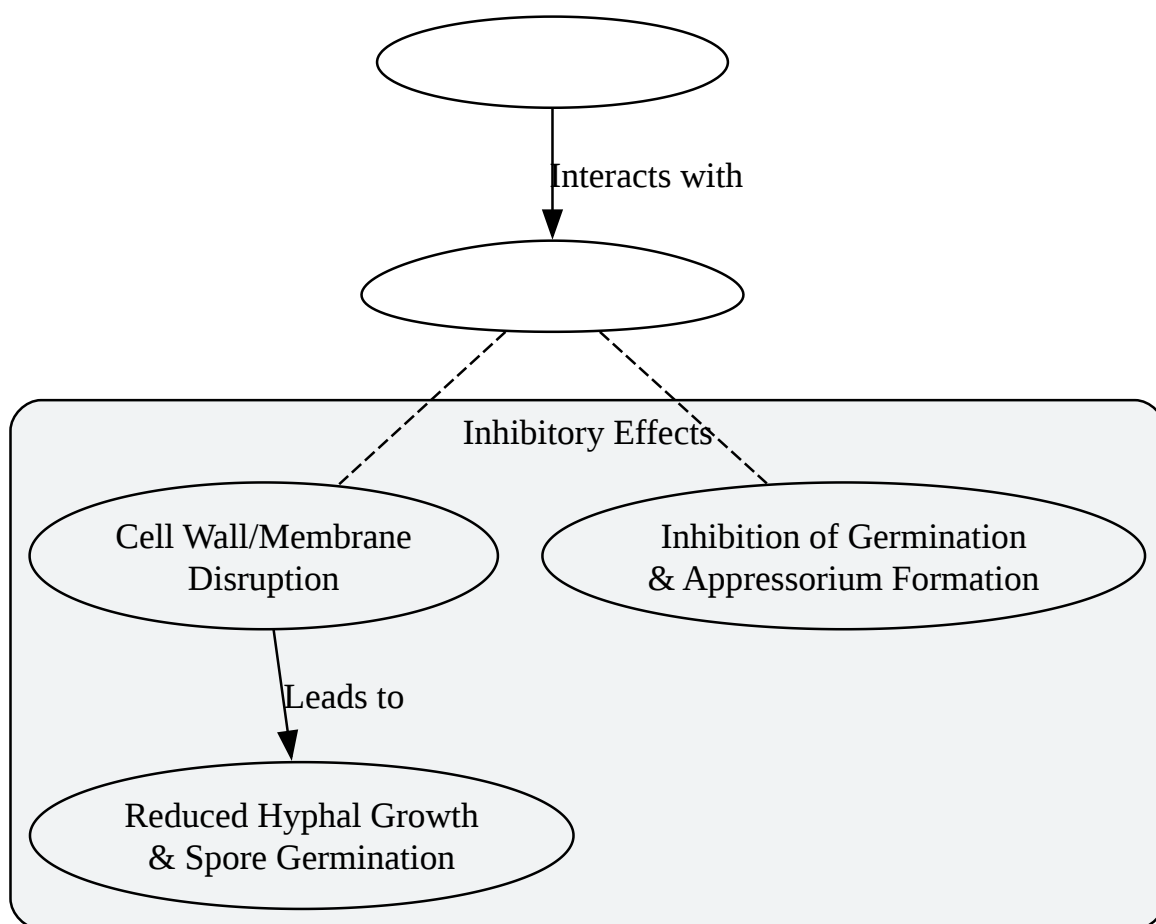 Interacts with
Inhibitory Effects
Cell Wall/Membrane
Disruption
Inhibition of Germination
& Appressorium Formation
Leads to
Reduced Hyphal Growth
& Spore Germination